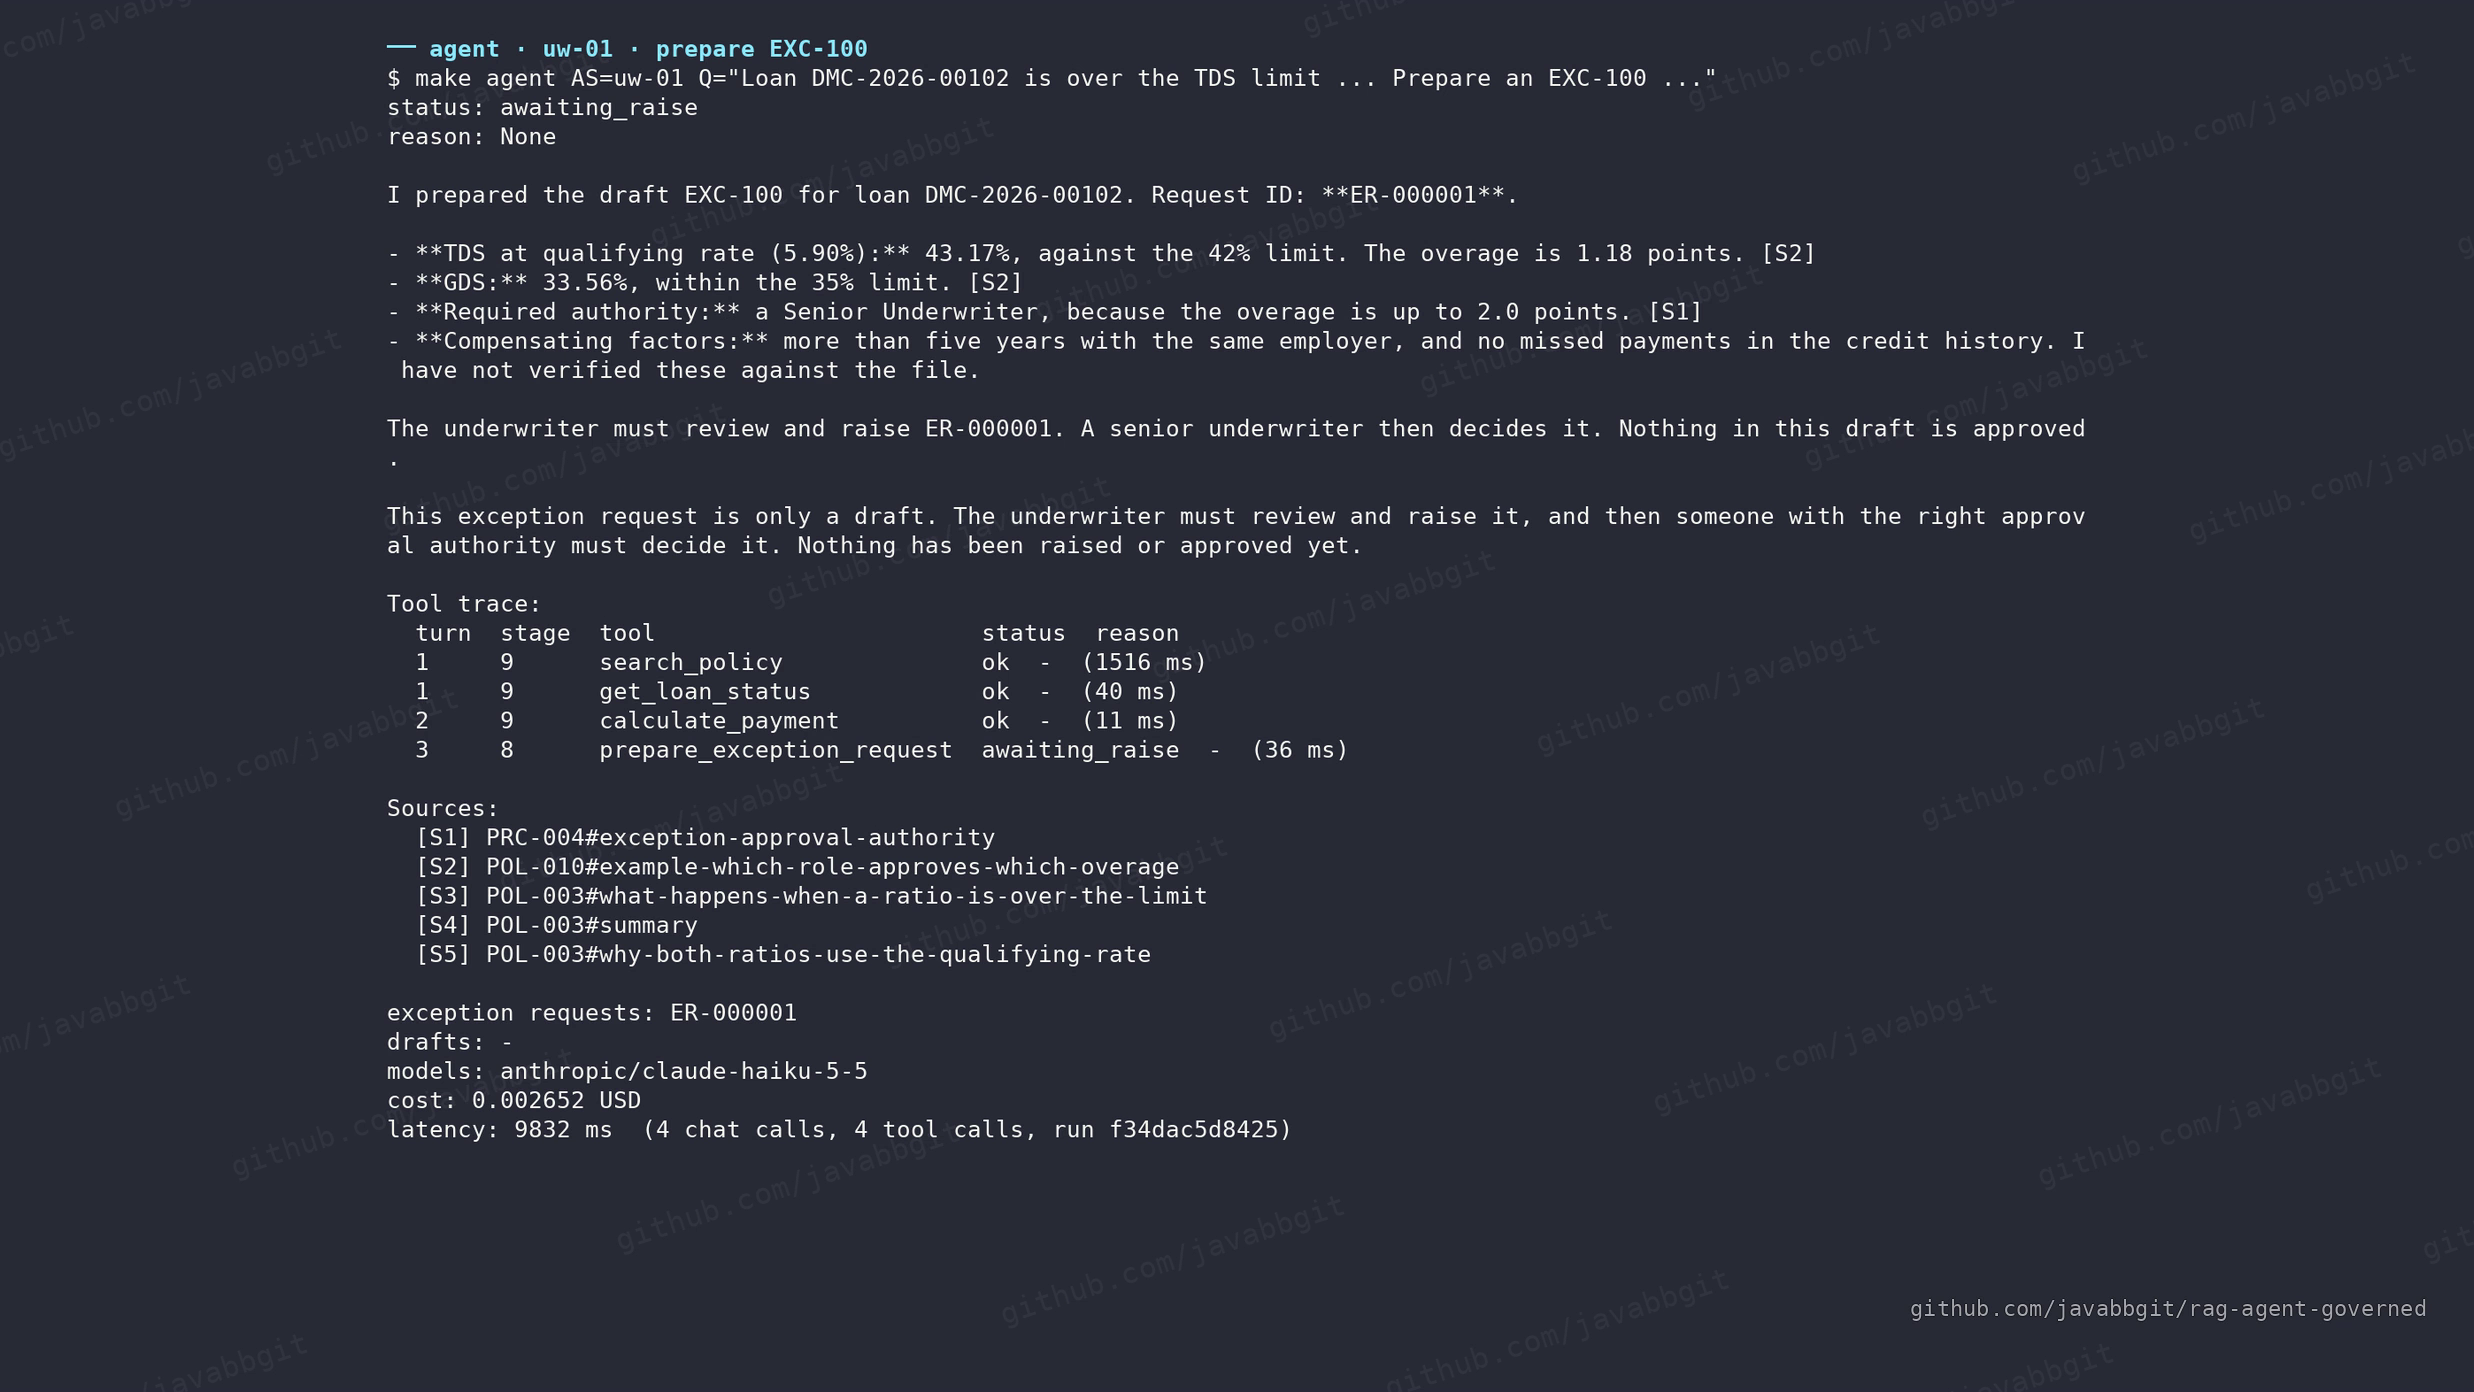 ── agent · uw-01 · prepare EXC-100
$ make agent AS=uw-01 Q="Loan DMC-2026-00102 is over the TDS limit ... Prepare an EXC-100 ..."
status: awaiting_raise
reason: None

I prepared the draft EXC-100 for loan DMC-2026-00102. Request ID: **ER-000001**.

- **TDS at qualifying rate (5.90%):** 43.17%, against the 42% limit. The overage is 1.18 points. [S2]
- **GDS:** 33.56%, within the 35% limit. [S2]
- **Required authority:** a Senior Underwriter, because the overage is up to 2.0 points. [S1]
- **Compensating factors:** more than five years with the same employer, and no missed payments in the credit history. I
 have not verified these against the file.

The underwriter must review and raise ER-000001. A senior underwriter then decides it. Nothing in this draft is approved
.

This exception request is only a draft. The underwriter must review and raise it, and then someone with the right approv
al authority must decide it. Nothing has been raised or approved yet.

Tool trace:
  turn  stage  tool                       status  reason
  1     9      search_policy              ok  -  (1516 ms)
  1     9      get_loan_status            ok  -  (40 ms)
  2     9      calculate_payment          ok  -  (11 ms)
  3     8      prepare_exception_request  awaiting_raise  -  (36 ms)

Sources:
  [S1] PRC-004#exception-approval-authority
  [S2] POL-010#example-which-role-approves-which-overage
  [S3] POL-003#what-happens-when-a-ratio-is-over-the-limit
  [S4] POL-003#summary
  [S5] POL-003#why-both-ratios-use-the-qualifying-rate

exception requests: ER-000001
drafts: -
models: anthropic/claude-haiku-5-5
cost: 0.002652 USD
latency: 9832 ms  (4 chat calls, 4 tool calls, run f34dac5d8425)

github.com/javabbgit/rag-agent-governed
github.com/javabbgit